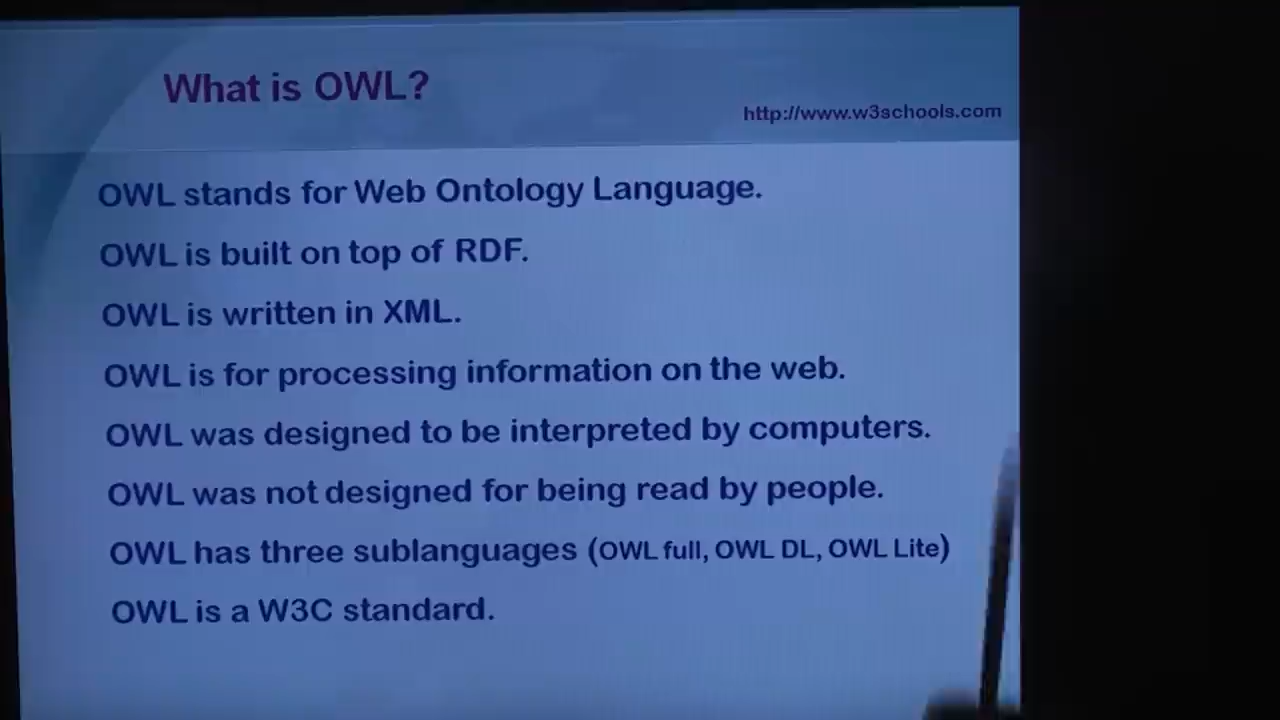 What is OWL?
http://www.w3schools.com
OWL stands for Web Ontology Language.
OWL is built on top of RDF.
OWL is written in XML.
OWL is for processing information on the web.
OWL was designed to be interpreted by computers.
OWL was not designed for being read by people.
OWL has three sublanguages (OWL full, OWL DL, OWL Lite)
OWL is a W3C standard.